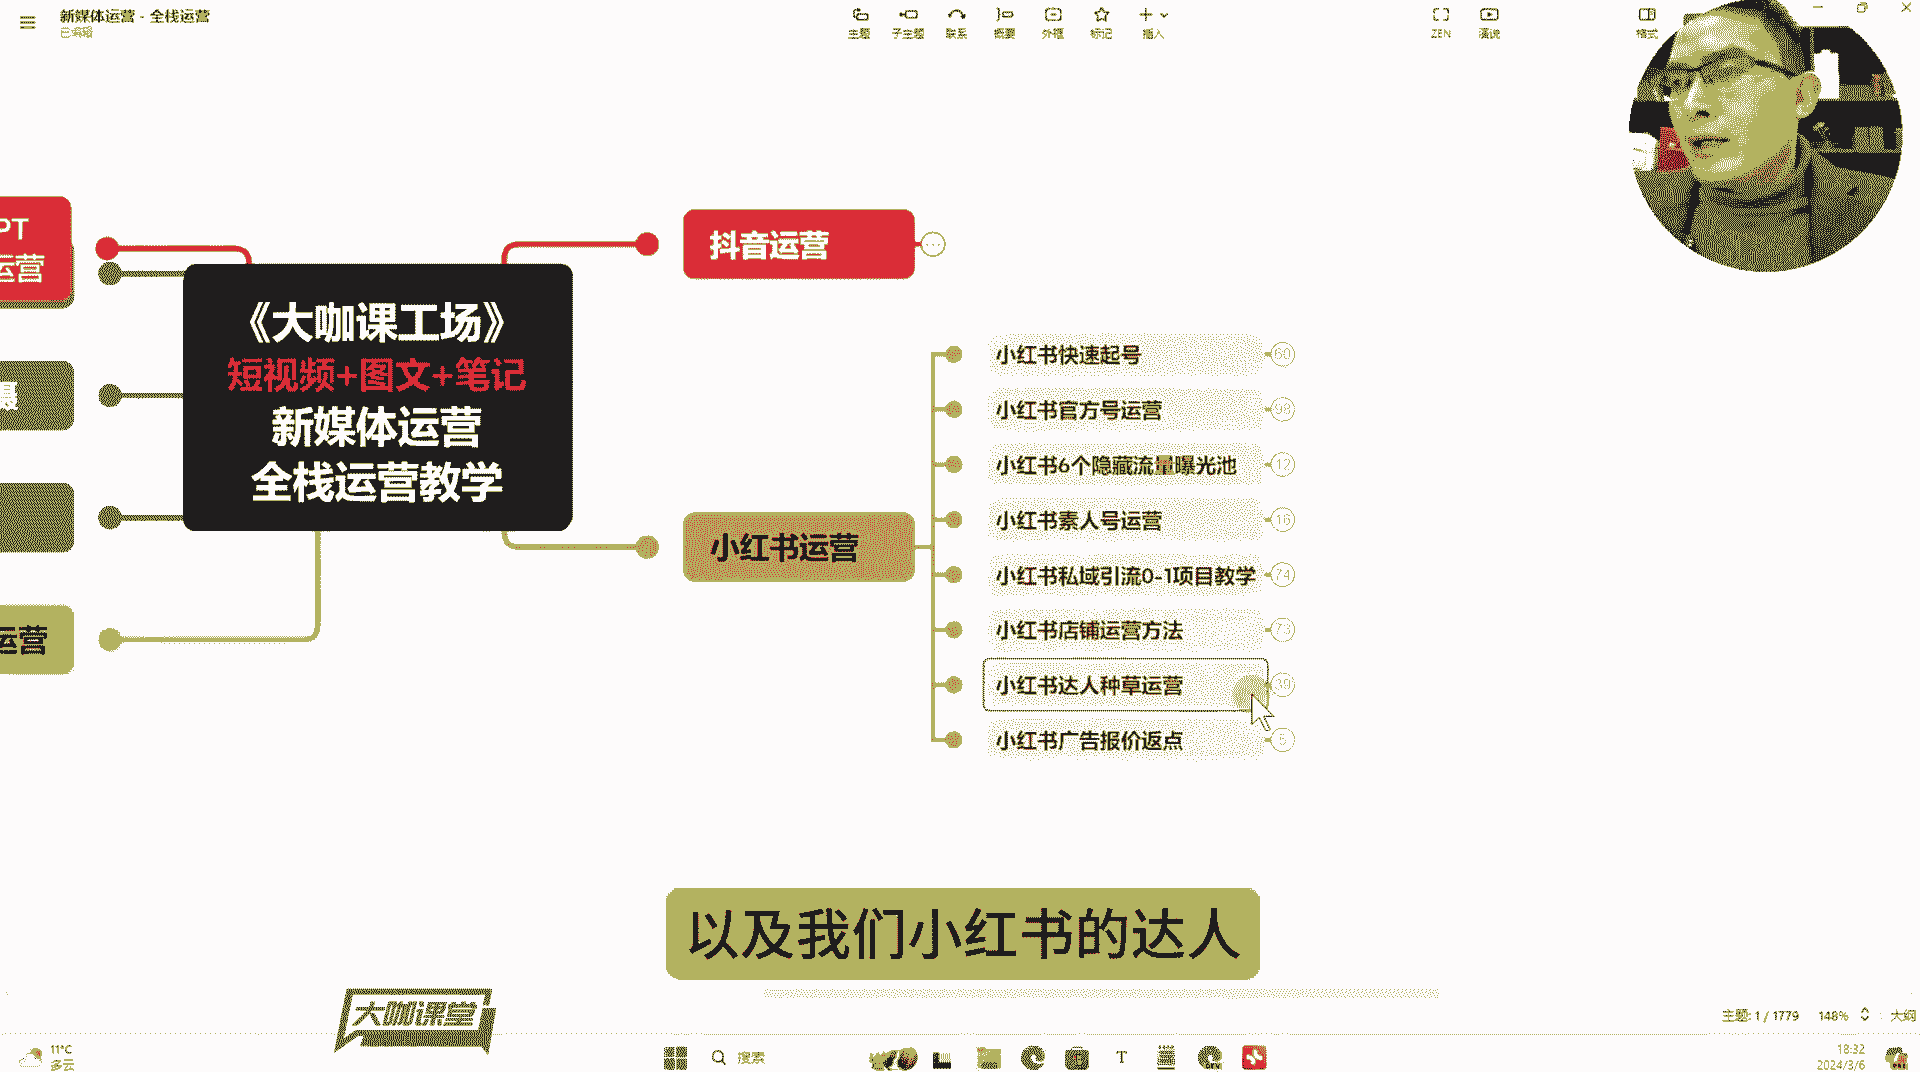 新媒体运营 - 全栈运营
已编辑
主题
子主题
联系
概要
外框
标记
插入
ZEN
演说
格式
PT
运营
运营
《大咖课工场》
短视频+图文+笔记
新媒体运营
全栈运营教学
抖音运营
小红书运营
小红书快速起号
60
小红书官方号运营
98
小红书6个隐藏流量曝光池
12
小红书素人号运营
16
小红书私域引流0-1项目教学
74
小红书店铺运营方法
73
小红书达人种草运营
39
小红书广告报价返点
5
以及我们小红书的达人
大咖课堂
主题: 1 / 1779
148%
大纲
11°C
多云
搜索
18:32
2024/3/6